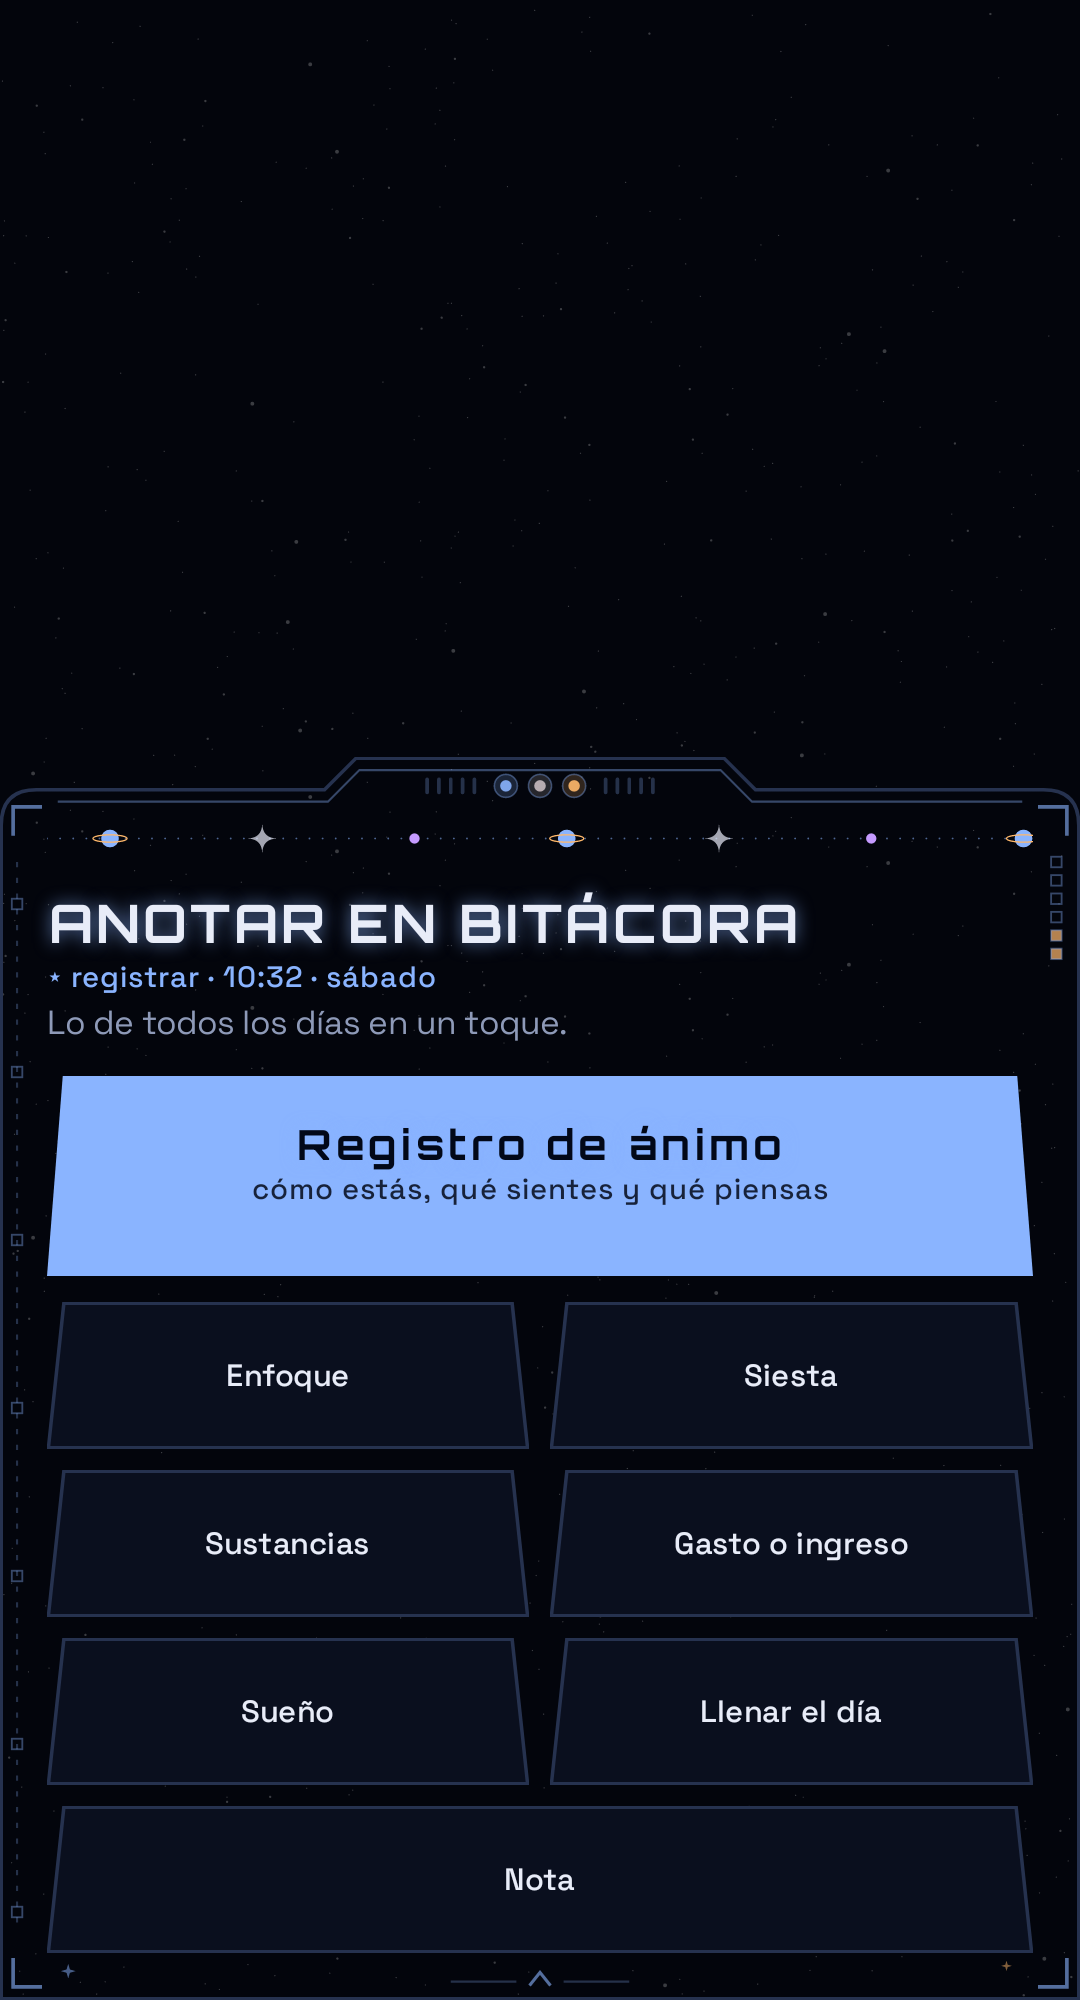 ANOTAR EN BITÁCORA
⋆ registrar · 10:32 · sábado
Lo de todos los días en un toque.
Registro de ánimo
cómo estás, qué sientes y qué piensas
Enfoque
Siesta
Sustancias
Gasto o ingreso
Sueño
Llenar el día
Nota